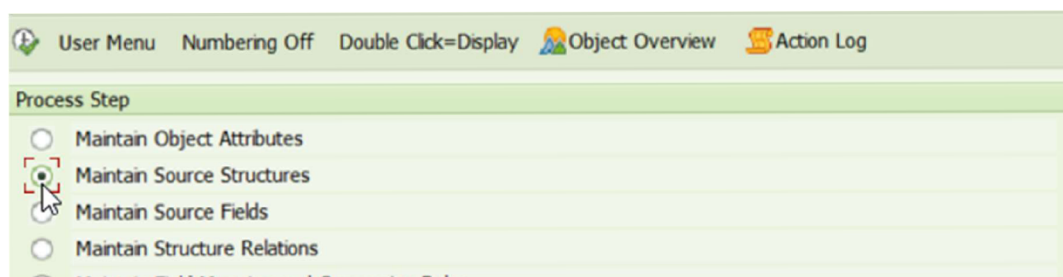 User Menu Numbering Off Double Click=Display Object Overview Action Log
Process Step
Maintain Object Attributes
Maintain Source Structures
Maintain Source Fields
Maintain Structure Relations